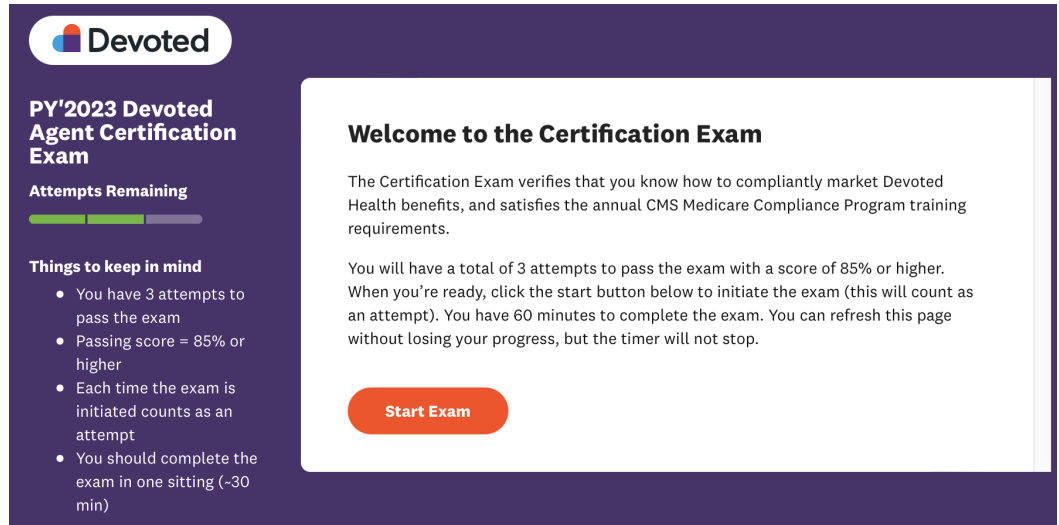 Devoted
PY'2023 Devoted
Agent Certification
Exam
Attempts Remaining
Things to keep in mind
• You have 3 attempts to
pass the exam
• Passing score = 85% or
higher
• Each time the exam is
initiated counts as an
attempt
• You should complete the
exam in one sitting (~30
min)
Welcome to the Certification Exam
The Certification Exam verifies that you know how to compliantly market Devoted
Health benefits, and satisfies the annual CMS Medicare Compliance Program training
requirements.
You will have a total of 3 attempts to pass the exam with a score of 85% or higher.
When you’re ready, click the start button below to initiate the exam (this will count as
an attempt). You have 60 minutes to complete the exam. You can refresh this page
without losing your progress, but the timer will not stop.
Start Exam